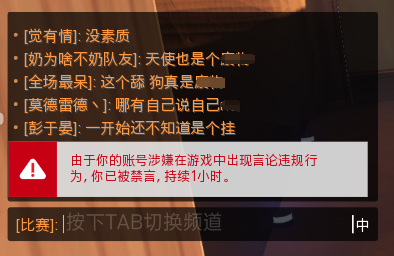 [觉有情]: 没素质
[奶为啥不奶队友]: 天使也是个
[全场最呆]: 这个舔 狗真是
[莫德雷德丶]: 哪有自己说自己
[彭于晏]: 一开始还不知道是个挂
由于你的账号涉嫌在游戏中出现言论违规行
为, 你已被禁言, 持续1小时。
[比赛]: 按下TAB切换频道 中